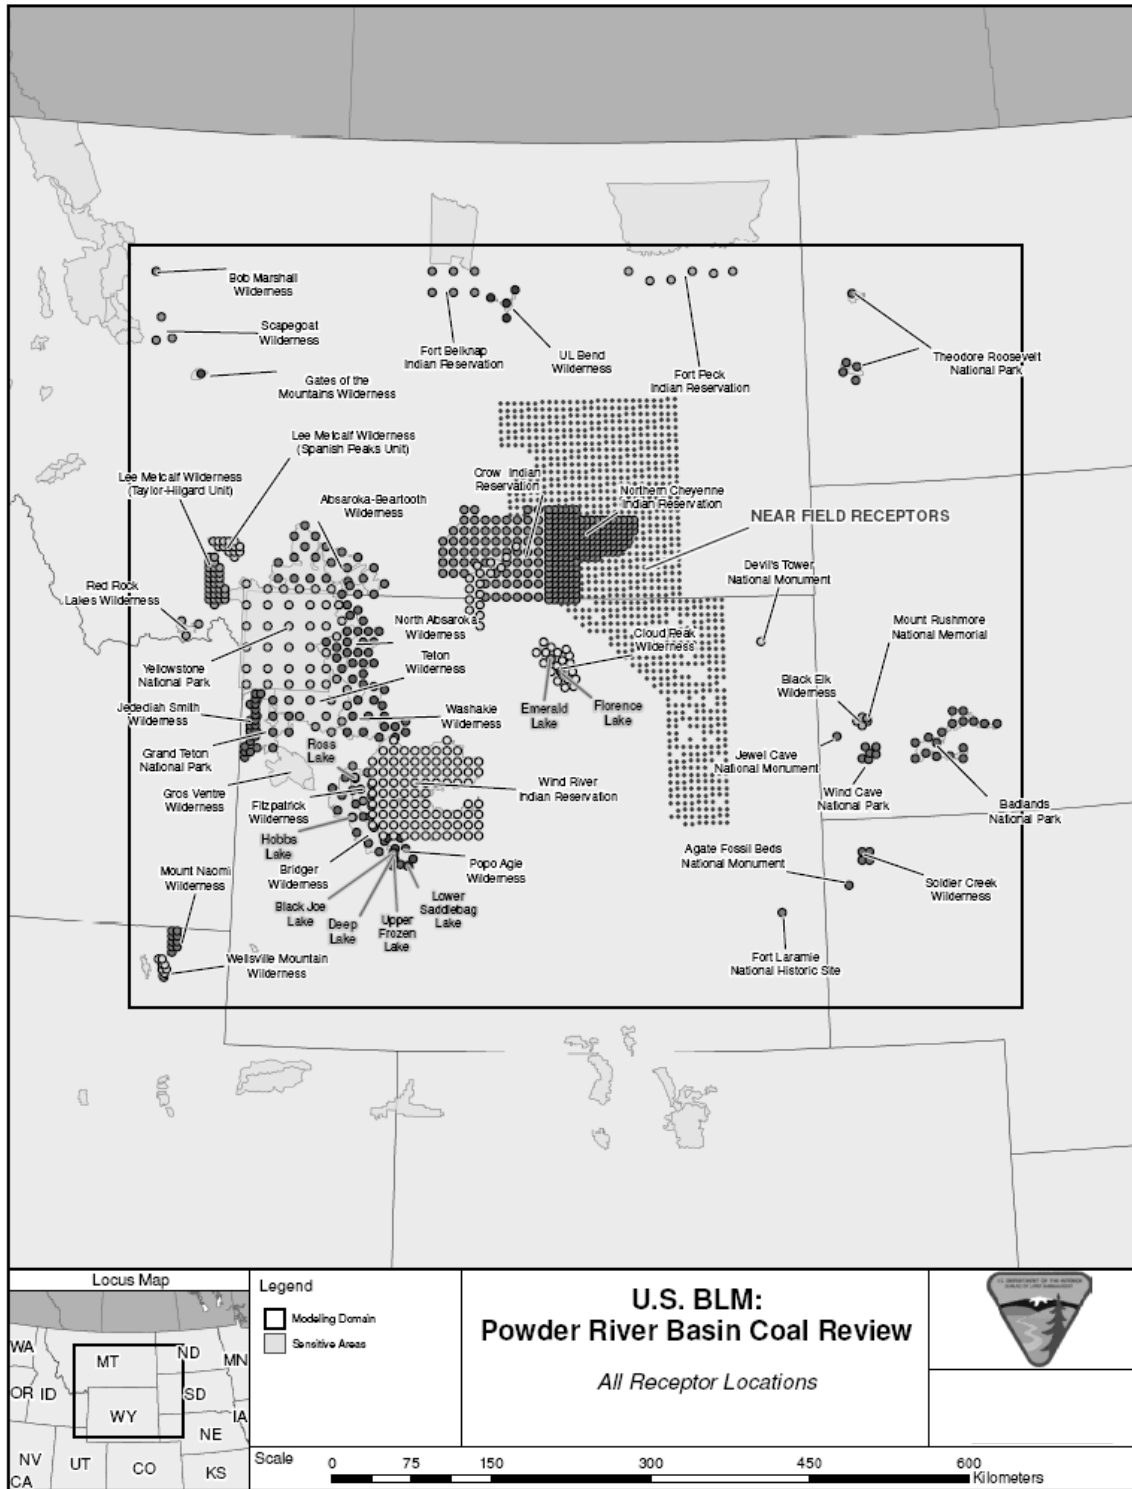 Bob Marshall
Wilderness
Scapegoat
Wilderness
Gates of the
Mountains Wilderness
Fort Belknap
Indian Reservation
UL Bend
Wilderness
Fort Peck
Indian Reservation
Theodore Roosevelt
National Park
Lee Metcalf Wilderness
(Spanish Peaks Unit)
Lee Metcalf Wilderness
(Taylor-Hilgard Unit)
Absaroka-Beartooth
Wilderness
Crow Indian
Reservation
Northern Cheyenne
Indian Reservation
NEAR FIELD RECEPTORS
Devil's Tower
National Monument
Red Rock
Lakes Wilderness
North Absaroka
Wilderness
Cloud Peak
Wilderness
Mount Rushmore
National Memorial
Yellowstone
National Park
Teton
Wilderness
Black Elk
Wilderness
Jedediah Smith
Wilderness
Washakie
Wilderness
Emerald
Lake
Florence
Lake
Grand Teton
National Park
Ross
Lake
Jewel Cave
National Monument
Gros Ventre
Wilderness
Fitzpatrick
Wilderness
Wind River
Indian Reservation
Wind Cave
National Park
Badlands
National Park
Hobbs
Lake
Mount Naomi
Wilderness
Bridger
Wilderness
Popo Agie
Wilderness
Agate Fossil Beds
National Monument
Soldier Creek
Wilderness
Black Joe
Lake
Deep
Lake
Upper
Frozen
Lake
Lower
Saddlebag
Lake
Wellsville Mountain
Wilderness
Fort Laramie
National Historic Site
Locus Map
WA
MT
ND
MN
OR
ID
SD
WY
IA
NE
NV
UT
CO
KS
CA
Legend
Modeling Domain
Sensitive Areas
U.S. BLM:
Powder River Basin Coal Review
All Receptor Locations
U.S. DEPARTMENT OF THE INTERIOR
BUREAU OF LAND MANAGEMENT
Scale
0 75 150 300 450 600
Kilometers